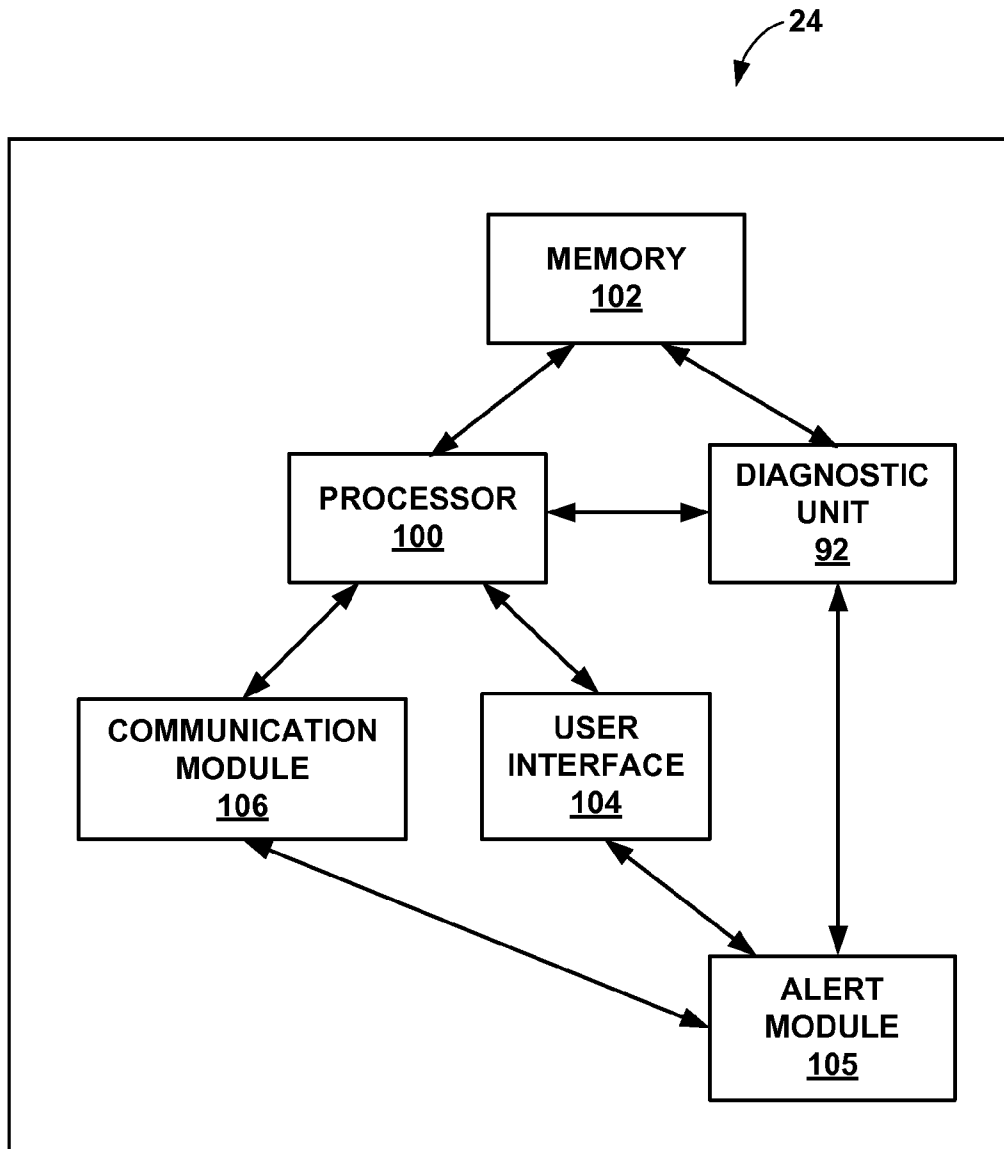 24
MEMORY
102
PROCESSOR
100
DIAGNOSTIC
UNIT
92
COMMUNICATION
MODULE
106
USER
INTERFACE
104
ALERT
MODULE
105